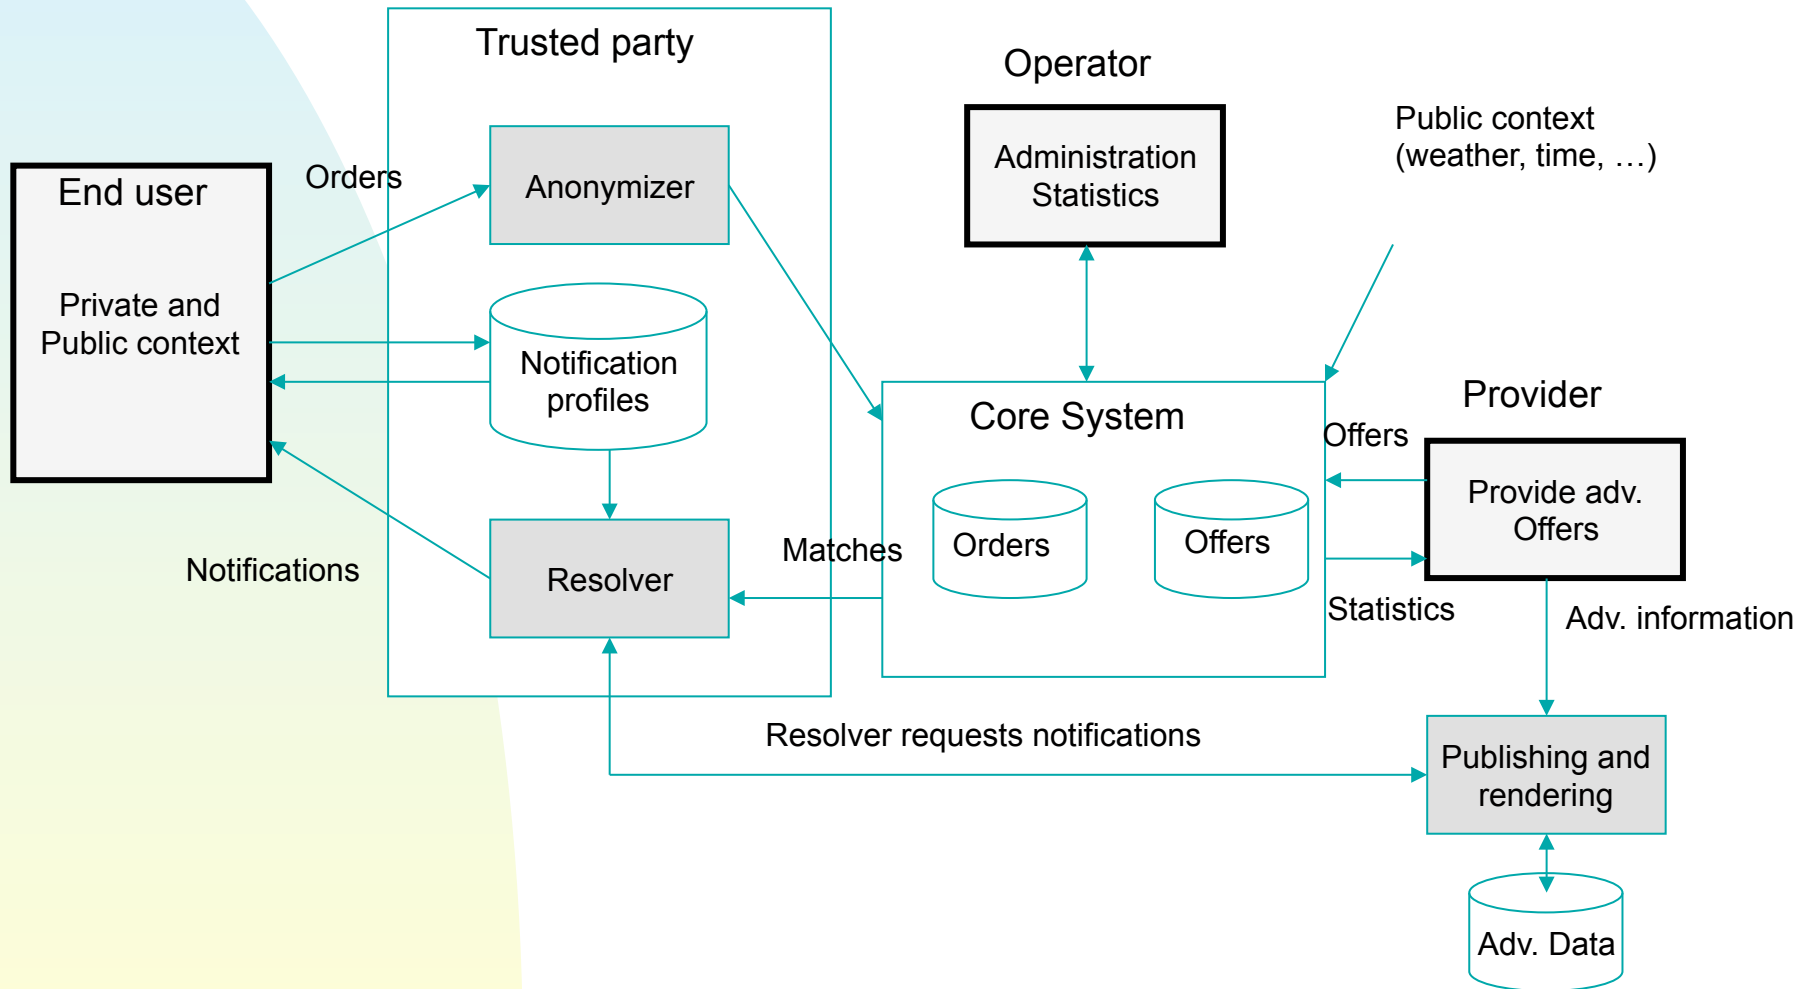 Trusted party
Operator
Public context
(weather, time, …)
Administration
Statistics
Orders
Anonymizer
End user
Private and
Public context
Notification
profiles
Core System
Provider
Offers
Provide adv.
Offers
Orders
Offers
Matches
Notifications
Resolver
Statistics
Adv. information
Resolver requests notifications
Publishing and
rendering
Adv. Data